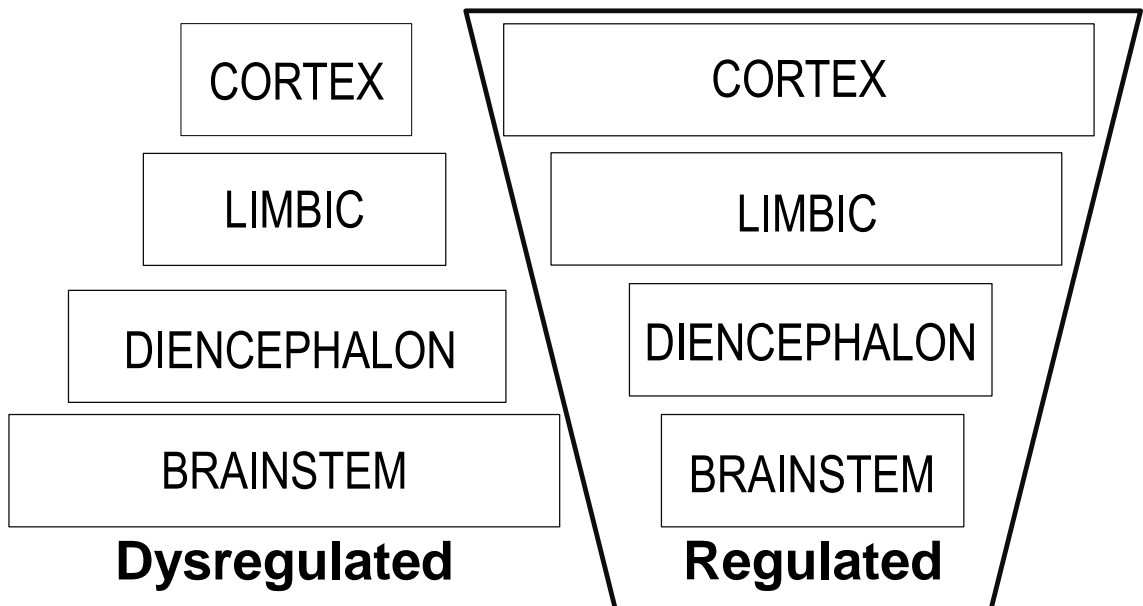 CORTEX
LIMBIC
DIENCEPHALON
BRAINSTEM
Dysregulated
CORTEX
LIMBIC
DIENCEPHALON
BRAINSTEM
Regulated